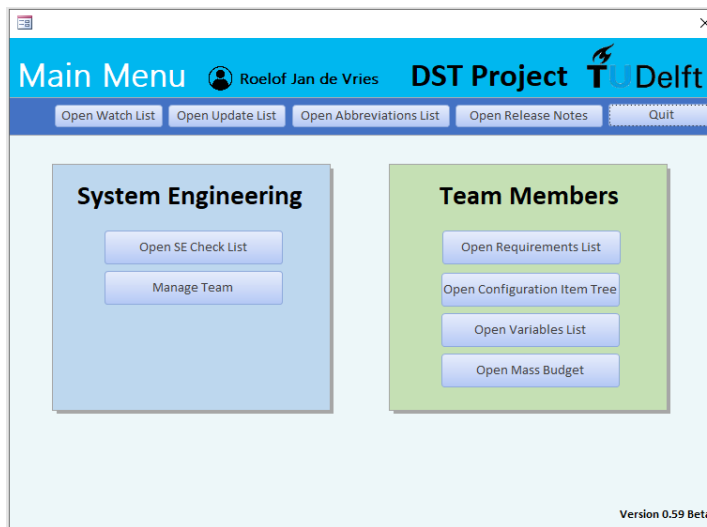 Main Menu
Roelof Jan de Vries
DST Project
TUDelft
Open Watch List
Open Update List
Open Abbreviations List
Open Release Notes
Quit
System Engineering
Open SE Check List
Manage Team
Team Members
Open Requirements List
Open Configuration Item Tree
Open Variables List
Open Mass Budget
Version 0.59 Beta